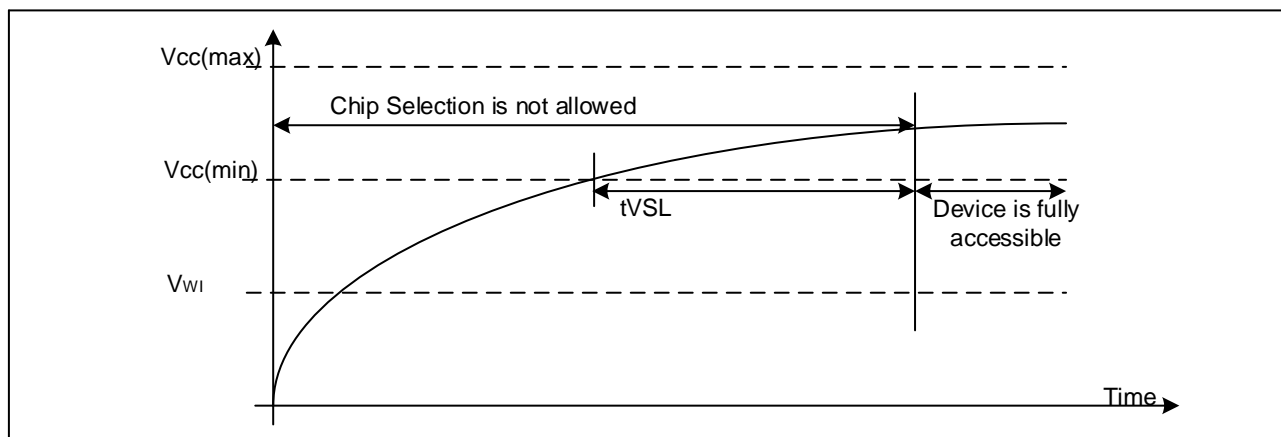 Vcc(max)
Chip Selection is not allowed
Vcc(min)
tVSL
Device is fully
accessible
VWI
Time